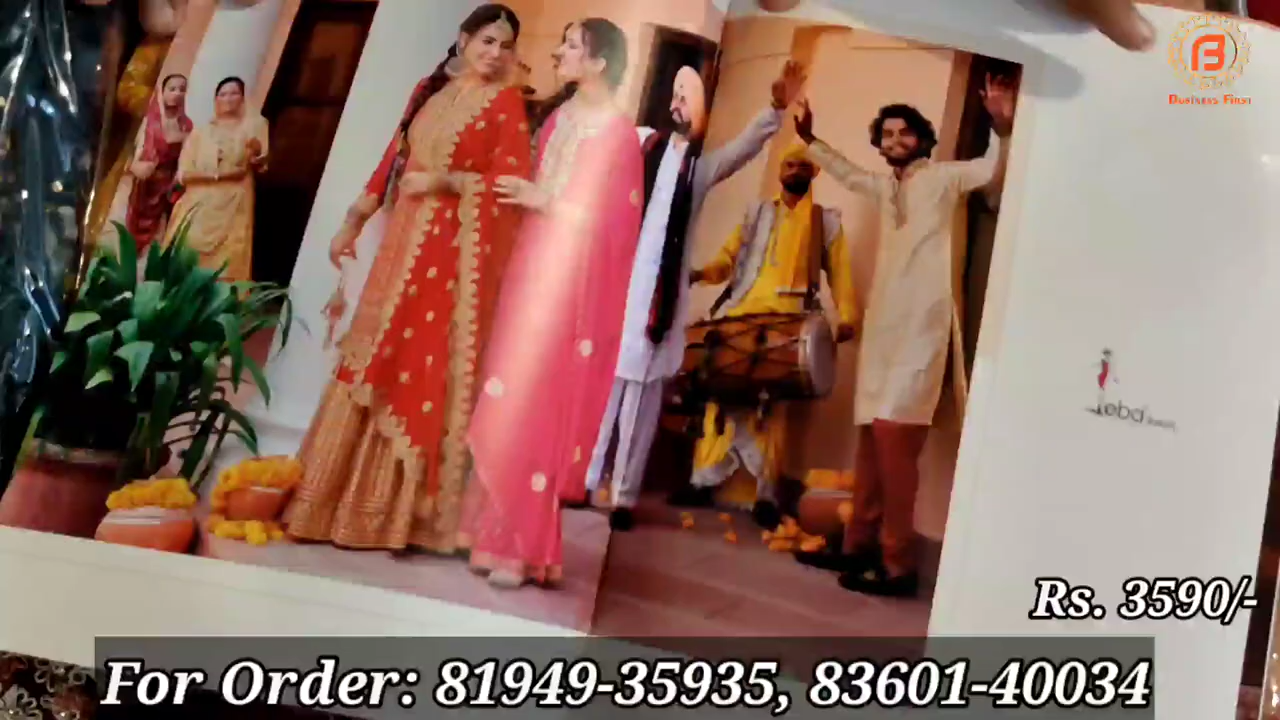 Business First
Rs. 3590/-
For Order: 81949-35935, 83601-40034